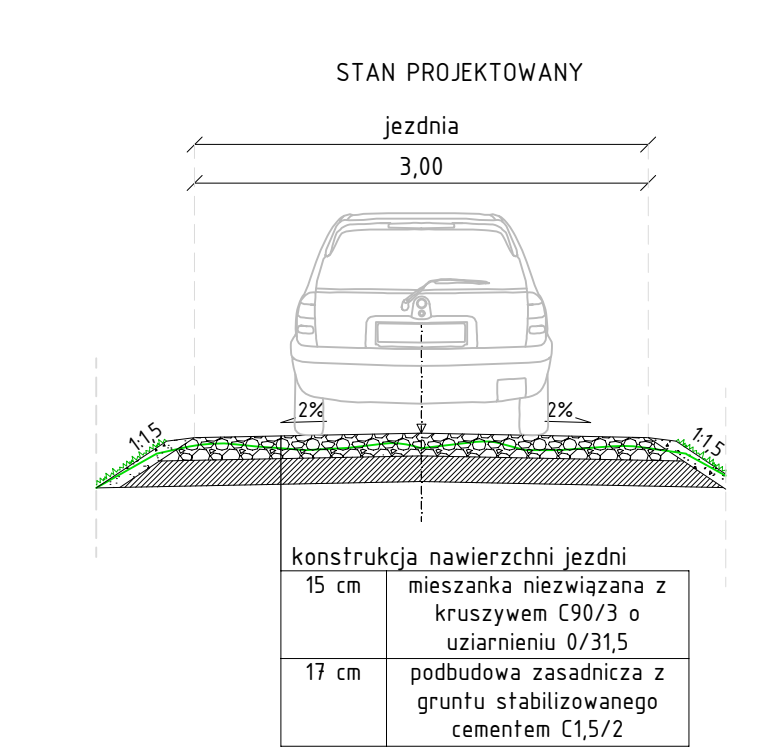 STAN PROJEKTOWANY
jezdnia
3,00
2%
2%
1:1,5
1:1,5
konstrukcja nawierzchni jezdni
15 cm
mieszanka niezwiązana z
kruszywem C90/3 o
uziarnieniu 0/31,5
17 cm
podbudowa zasadnicza z
gruntu stabilizowanego
cementem C1,5/2